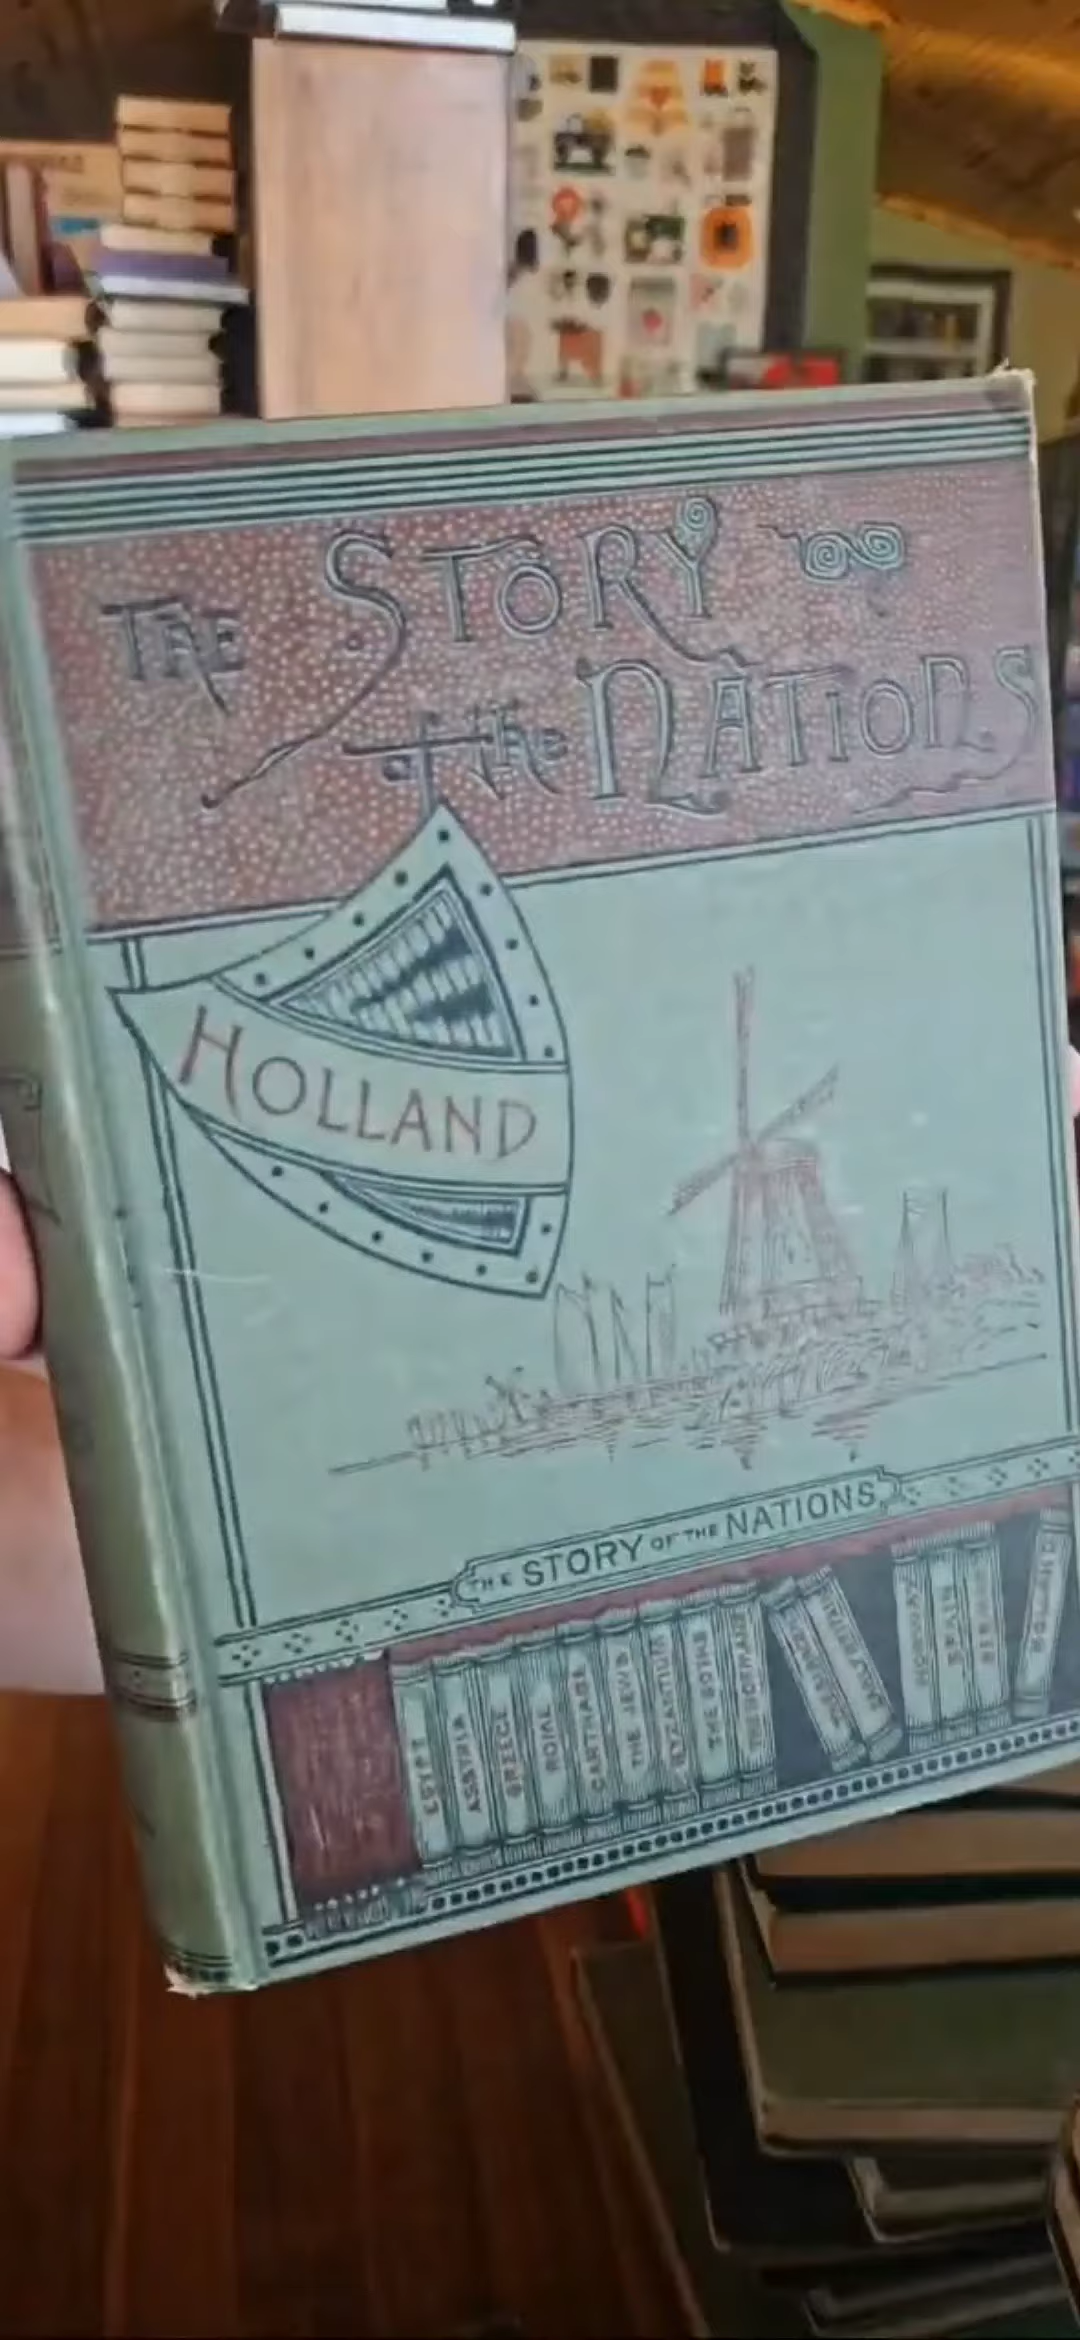 THE STORY
of THE NATIONS
HOLLAND
THE STORY OF THE NATIONS
EGYPT
ASSYRIA
GREECE
ROME
CARTHAGE
THE JEWS
BYZANTIUM
THE GOTHS
THE NORMANS
NORWAY
SPAIN
HOLLAND